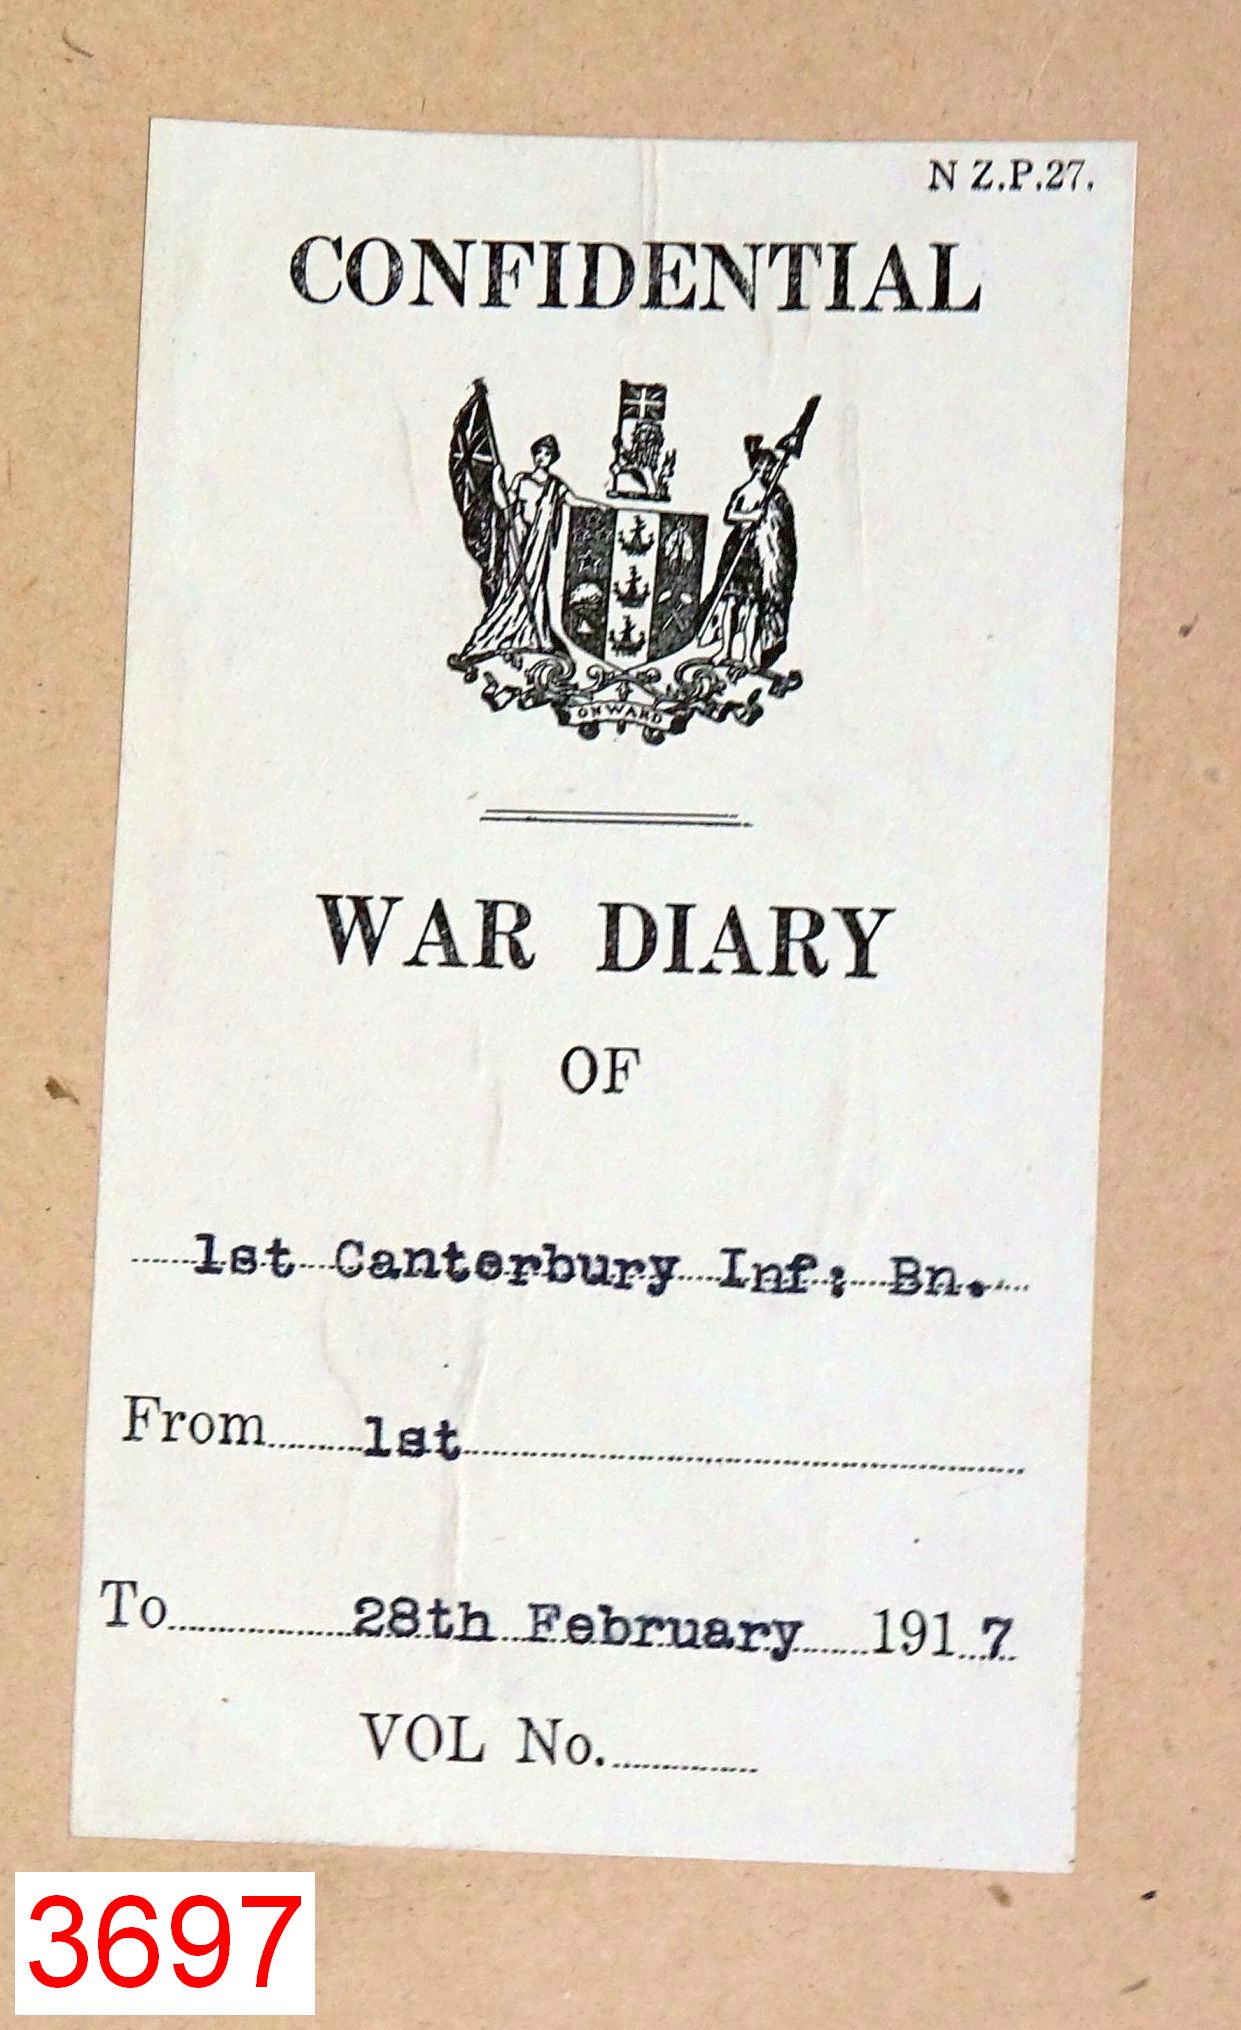 N Z.P.27.
CONFIDENTIAL
ONWARD
WAR DIARY
OF
1st Canterbury Inf; Bn.
From 1st
To 28th February 1917
VOL No.
3697